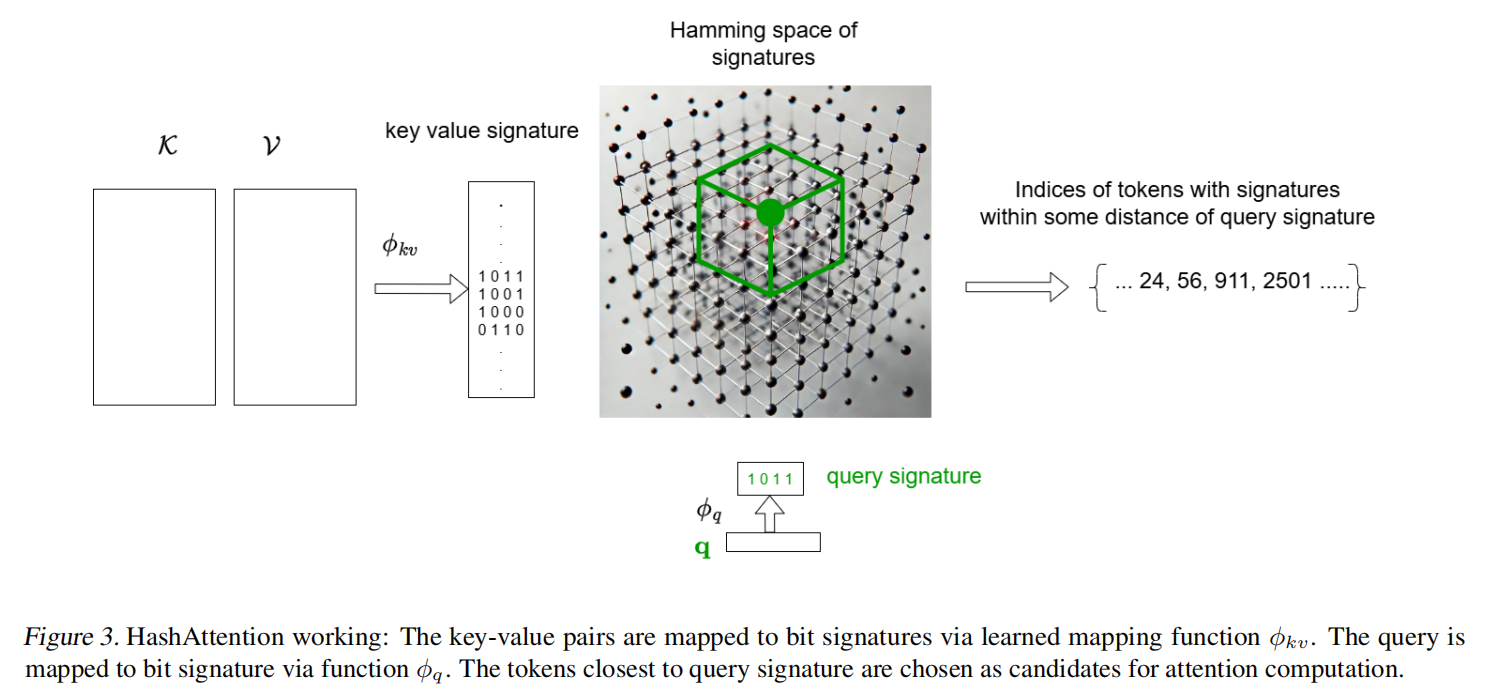 Hamming space of
signatures
𝒦
𝒱
key value signature
ϕkv
.
.
.
.
1 0 1 1
1 0 0 1
1 0 0 0
0 1 1 0
.
.
.
Indices of tokens with signatures
within some distance of query signature
{ ... 24, 56, 911, 2501 ..... }
1 0 1 1
query signature
ϕq
q
Figure 3. HashAttention working: The key-value pairs are mapped to bit signatures via learned mapping function ϕkv. The query is
mapped to bit signature via function ϕq. The tokens closest to query signature are chosen as candidates for attention computation.